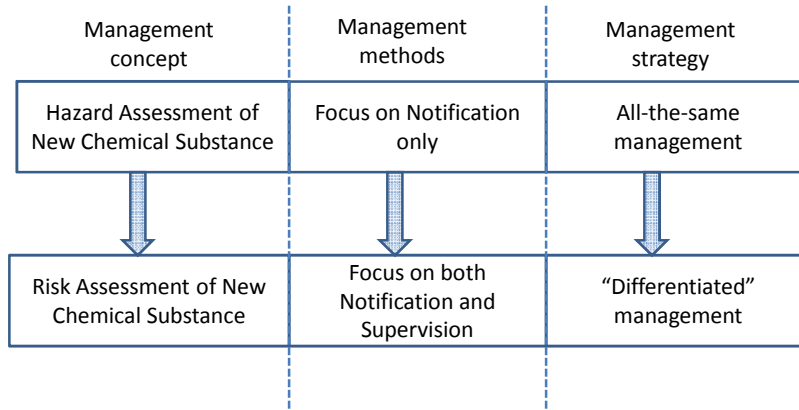 Management
concept
Management
methods
Management
strategy
Hazard Assessment of
New Chemical Substance
Focus on Notification
only
All-the-same
management
Risk Assessment of New
Chemical Substance
Focus on both
Notification and
Supervision
“Differentiated”
management